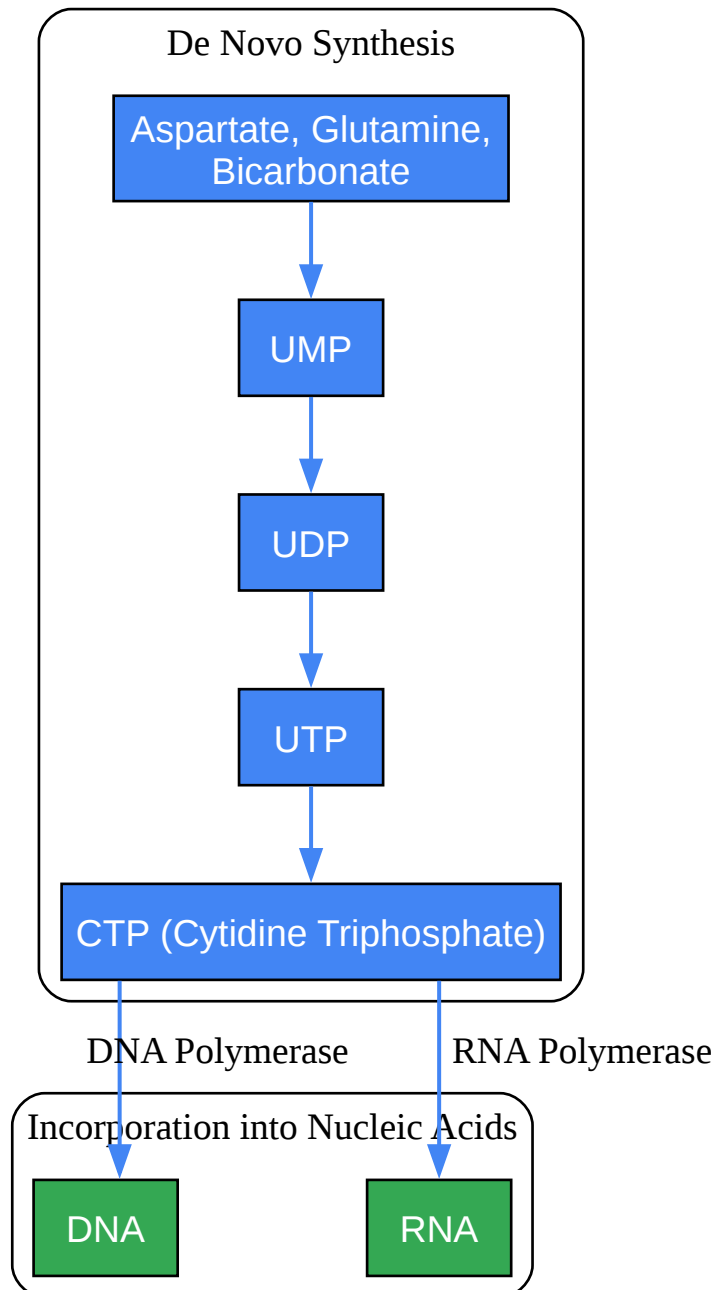 De Novo Synthesis
Aspartate, Glutamine,
Bicarbonate
UMP
UDP
UTP
CTP (Cytidine Triphosphate)
DNA Polymerase
RNA Polymerase
Incorporation into Nucleic Acids
DNA
RNA